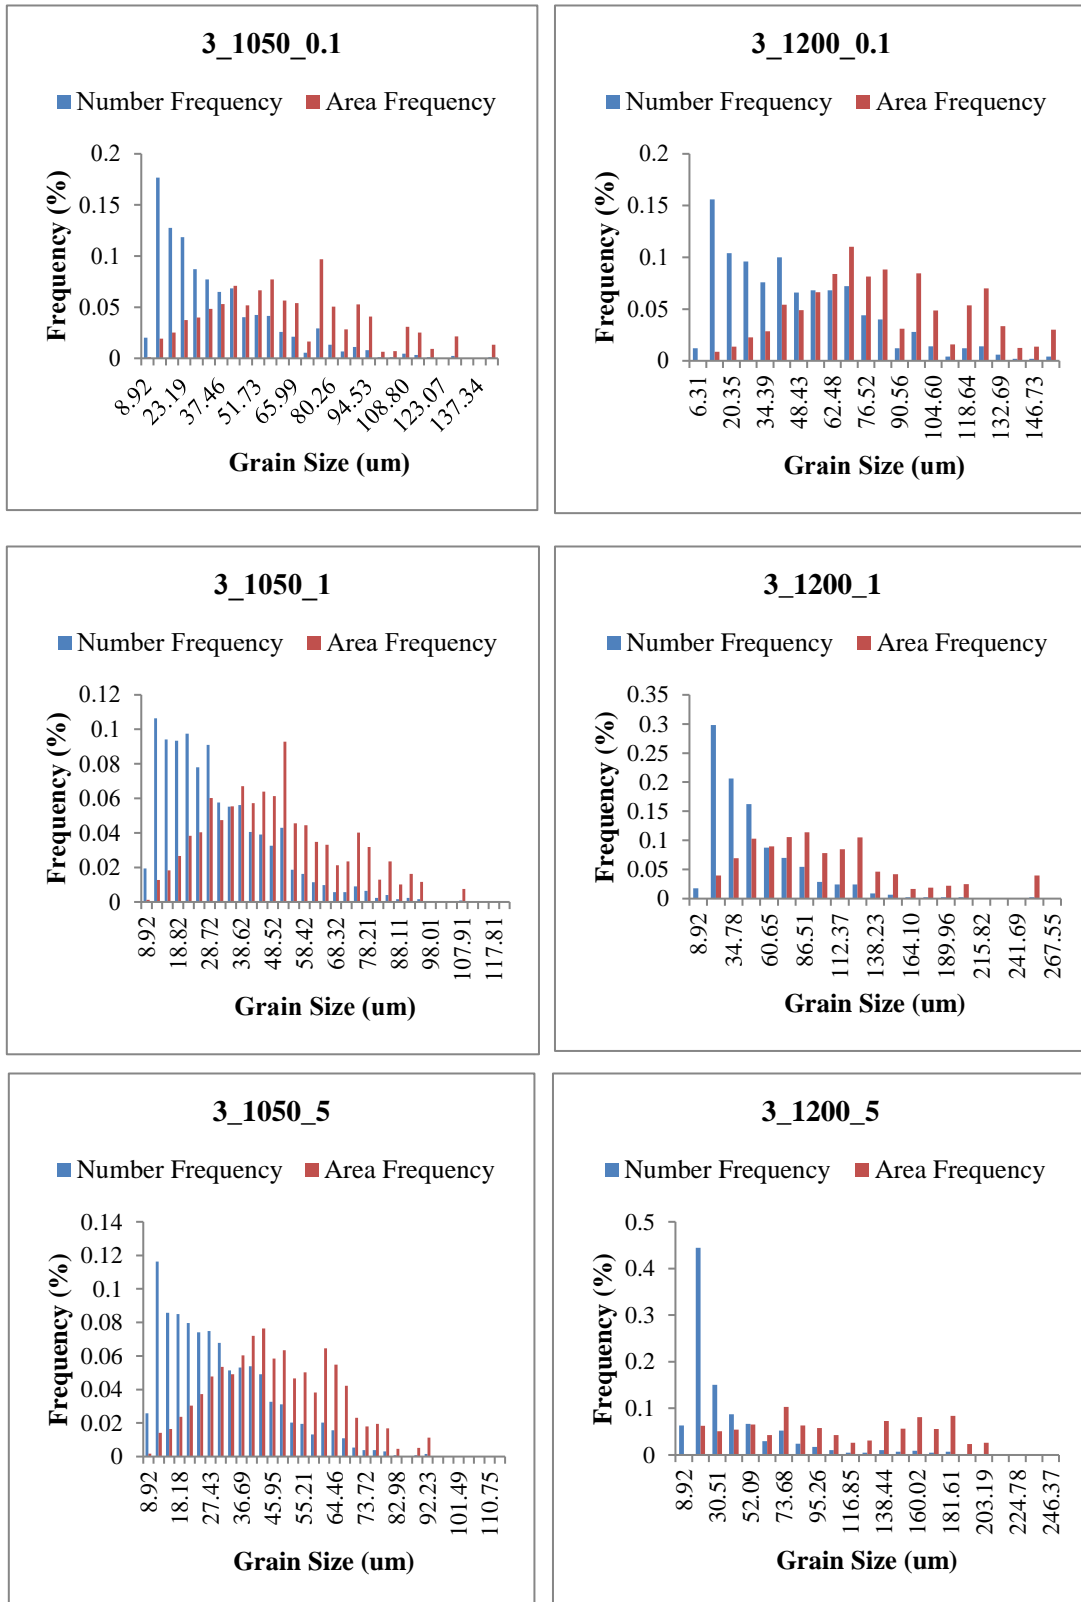 3_1050_0.1
Number Frequency Area Frequency
Frequency (%)
0.2
0.15
0.1
0.05
0
8.92 23.19 37.46 51.73 65.99 80.26 94.53 108.80 123.07 137.34
Grain Size (um)
3_1200_0.1
Number Frequency Area Frequency
Frequency (%)
0.2
0.15
0.1
0.05
0
6.31 20.35 34.39 48.43 62.48 76.52 90.56 104.60 118.64 132.69 146.73
Grain Size (um)
3_1050_1
Number Frequency Area Frequency
Frequency (%)
0.12
0.1
0.08
0.06
0.04
0.02
0
8.92 18.82 28.72 38.62 48.52 58.42 68.32 78.21 88.11 98.01 107.91 117.81
Grain Size (um)
3_1200_1
Number Frequency Area Frequency
Frequency (%)
0.35
0.3
0.25
0.2
0.15
0.1
0.05
0
8.92 34.78 60.65 86.51 112.37 138.23 164.10 189.96 215.82 241.69 267.55
Grain Size (um)
3_1050_5
Number Frequency Area Frequency
Frequency (%)
0.14
0.12
0.1
0.08
0.06
0.04
0.02
0
8.92 18.18 27.43 36.69 45.95 55.21 64.46 73.72 82.98 92.23 101.49 110.75
Grain Size (um)
3_1200_5
Number Frequency Area Frequency
Frequency (%)
0.5
0.4
0.3
0.2
0.1
0
8.92 30.51 52.09 73.68 95.26 116.85 138.44 160.02 181.61 203.19 224.78 246.37
Grain Size (um)